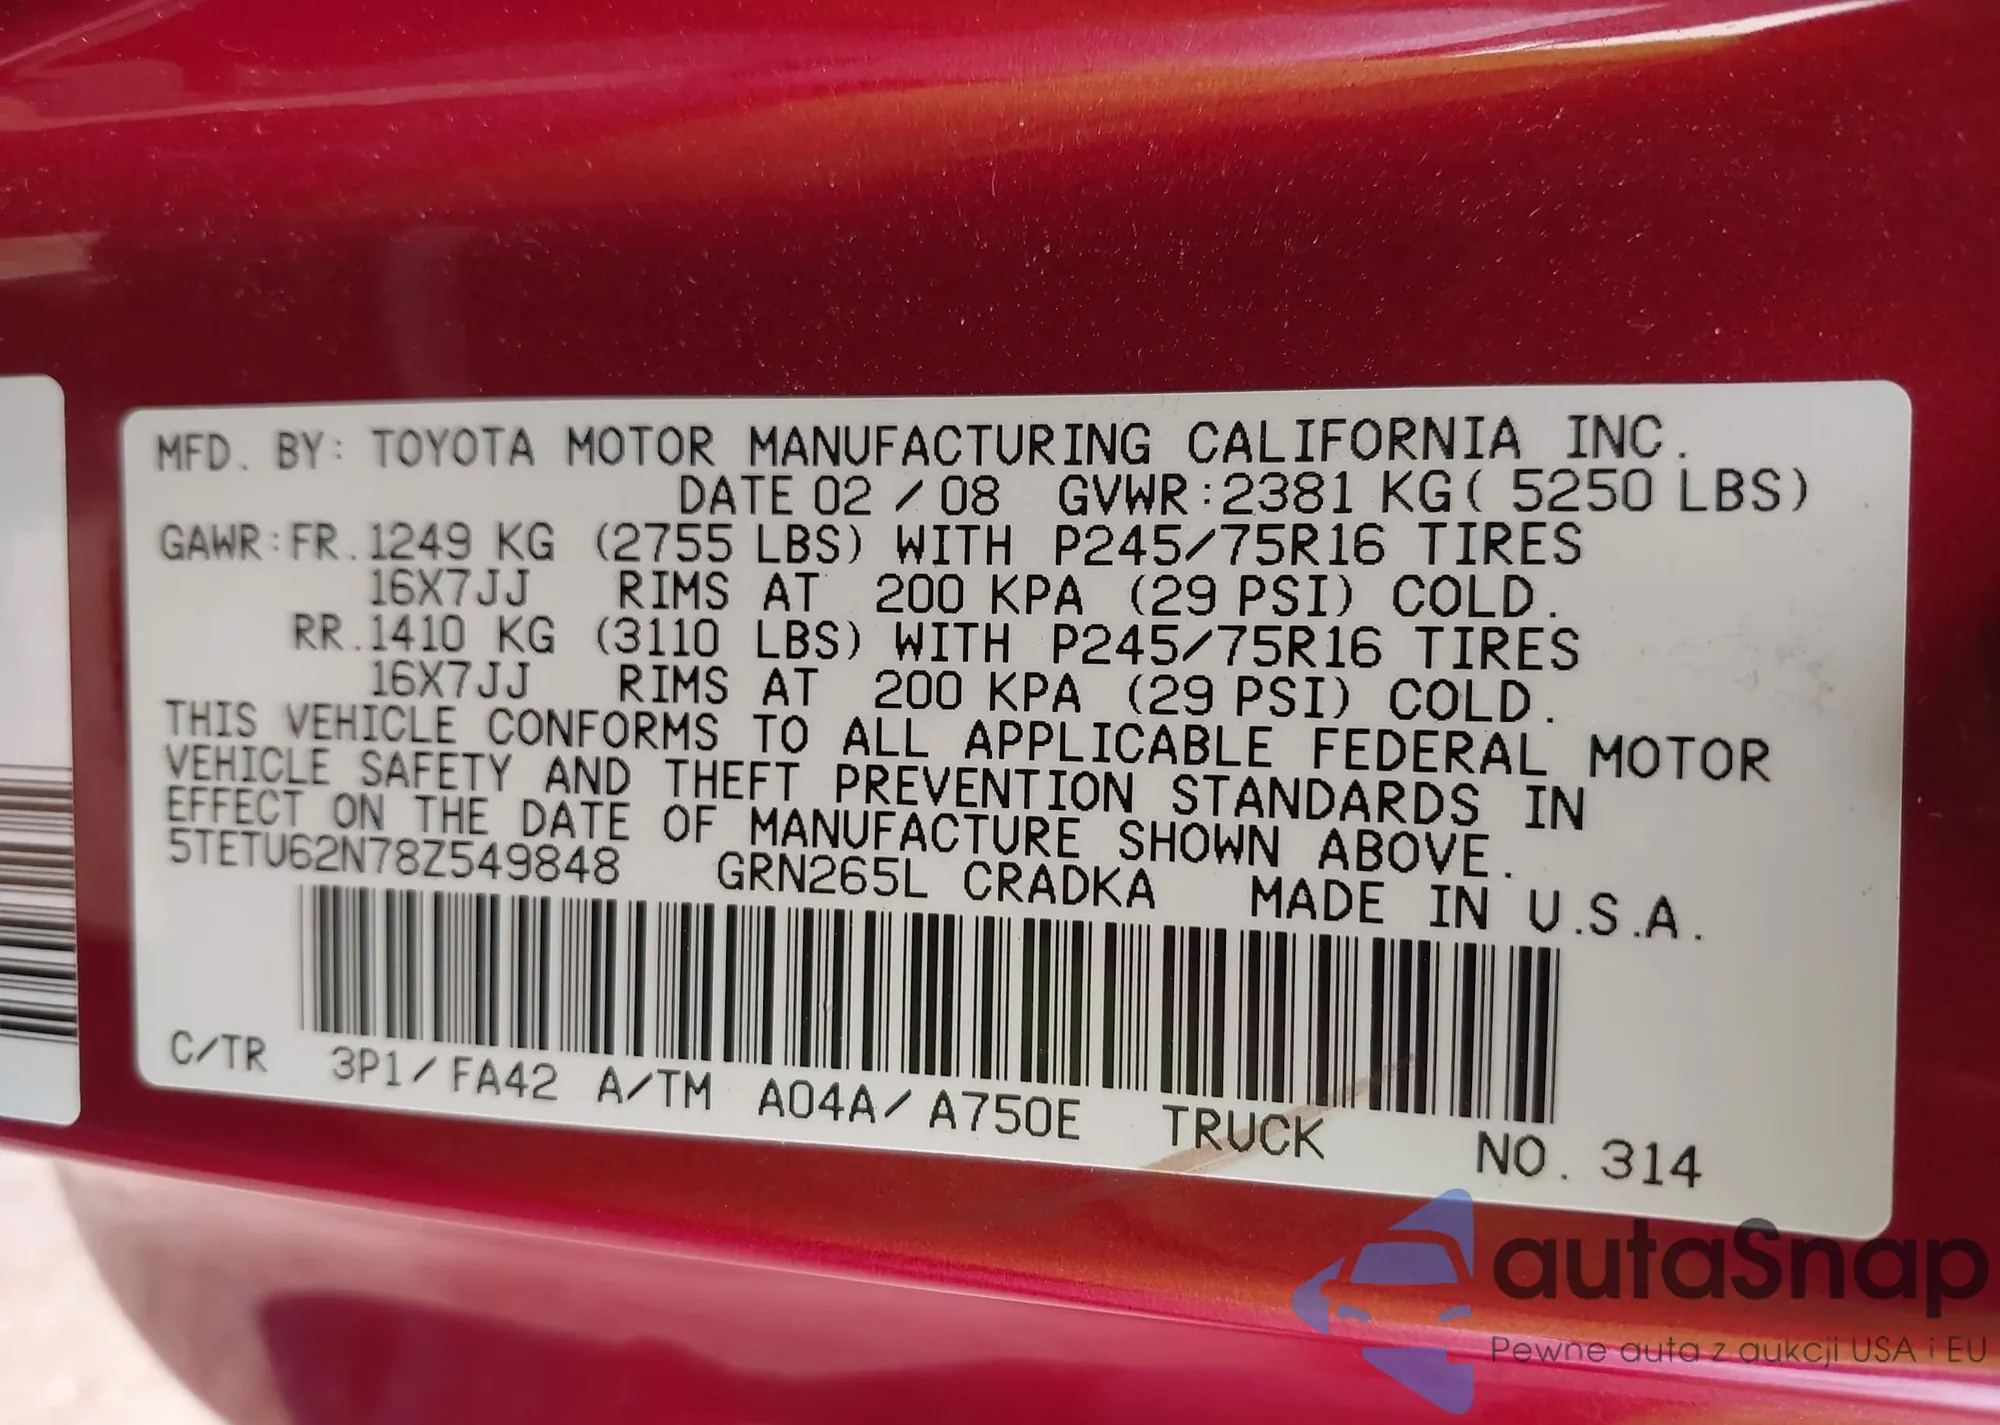 MFD. BY: TOYOTA MOTOR MANUFACTURING CALIFORNIA INC.
DATE 02 / 08 GVWR:2381 KG( 5250 LBS)
GAWR:FR.1249 KG (2755 LBS) WITH P245/75R16 TIRES
16X7JJ RIMS AT 200 KPA (29 PSI) COLD.
RR.1410 KG (3110 LBS) WITH P245/75R16 TIRES
16X7JJ RIMS AT 200 KPA (29 PSI) COLD.
THIS VEHICLE CONFORMS TO ALL APPLICABLE FEDERAL MOTOR
VEHICLE SAFETY AND THEFT PREVENTION STANDARDS IN
EFFECT ON THE DATE OF MANUFACTURE SHOWN ABOVE.
5TETU62N78Z549848 GRN265L CRADKA MADE IN U.S.A.
C/TR 3P1/FA42 A/TM A04A/A750E TRUCK NO. 314
autaSnap
Pewne auta z aukcji USA i EU